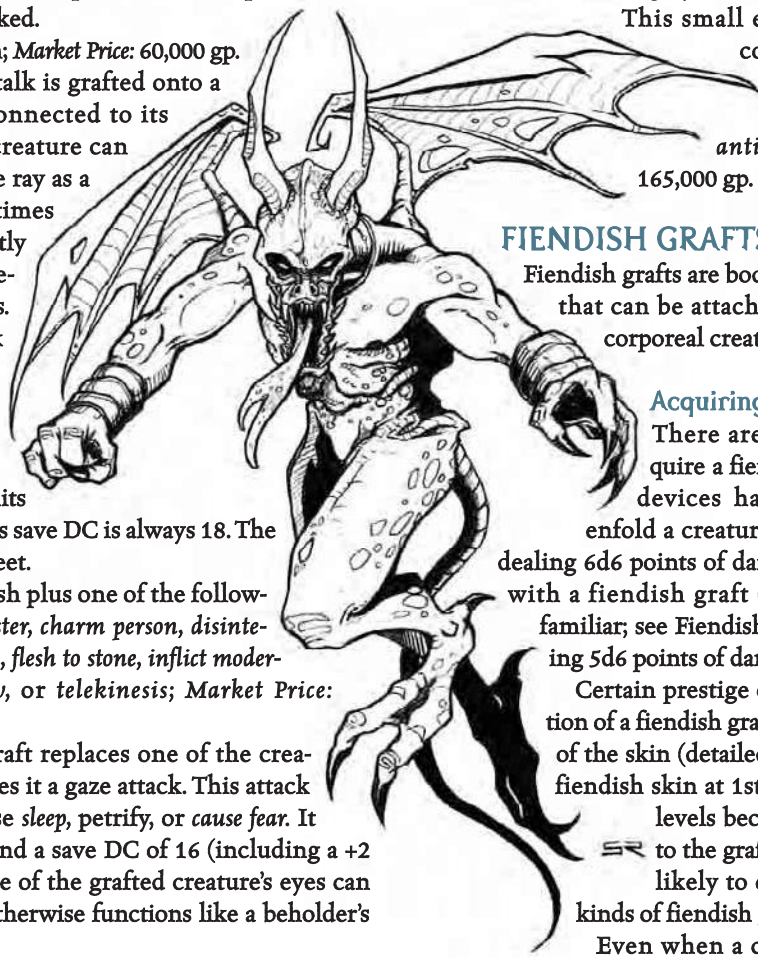 ked.
; Market Price: 60,000 gp.
talk is grafted onto a
onnected to its
creature can
e ray as a
times
tly
e-
s.
k
its
s save DC is always 18. The
eet.
sh plus one of the follow-
ster, charm person, disinte-
, flesh to stone, inflict moder-
, or telekinesis; Market Price:
raft replaces one of the crea-
es it a gaze attack. This attack
se sleep, petrify, or cause fear. It
nd a save DC of 16 (including a +2
e of the grafted creature's eyes can
therwise functions like a beholder's
This small e
co
anti
165,000 gp.
FIENDISH GRAFTS
Fiendish grafts are bod
that can be attach
corporeal creat
Acquiring
There are
quire a fien
devices ha
enfold a creatur
dealing 6d6 points of da
with a fiendish graft
familiar; see Fiendish
ing 5d6 points of dam
Certain prestige
tion of a fiendish gra
of the skin (detailed
fiendish skin at 1st
levels bec
SR
to the graf
likely to
kinds of fiendish
Even when a c